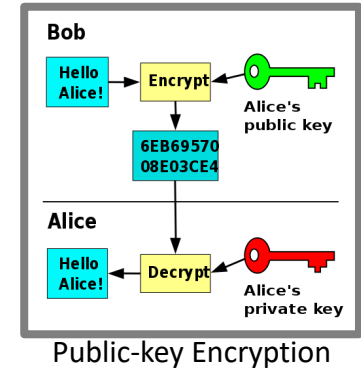 Bob
Hello
Alice!
Encrypt
Alice's
public key
6EB69570
08E03CE4
Alice
Hello
Alice!
Decrypt
Alice's
private key
Public-key Encryption